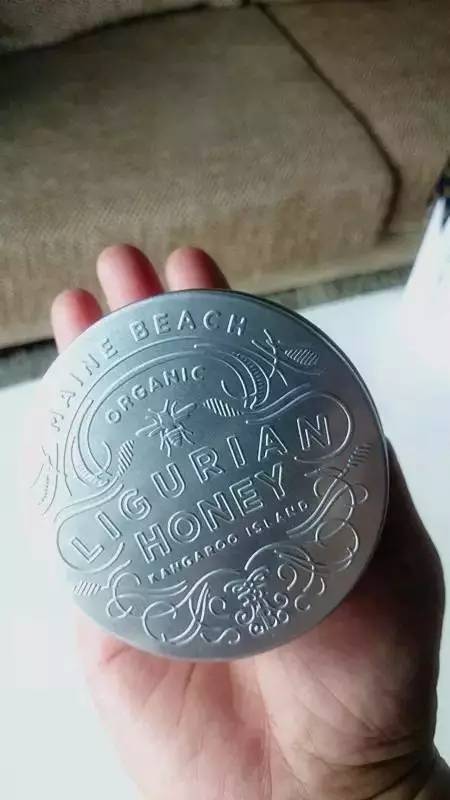 MAINE BEACH
ORGANIC
LIGURIAN
HONEY
KANGAROO ISLAND